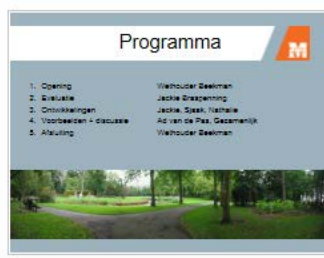 Programma
M
1. Opening Wethouder Beekman
2. Evaluatie Jackie Braspenning
3. Ontwikkelingen Jackie, Sjaak, Nathalie
4. Voorbeelden + discussie Ad van de Pas, Gezamenlijk
5. Afsluiting Wethouder Beekman